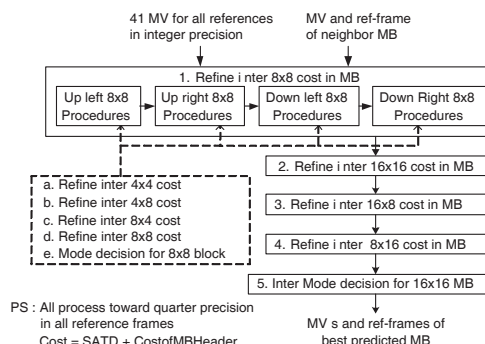 41 MV for all references
in integer precision
MV and ref-frame
of neighbor MB
1. Refine i nter 8x8 cost in MB
Up left 8x8
Procedures
Up right 8x8
Procedures
Down left 8x8
Procedures
Down Right 8x8
Procedures
a. Refine inter 4x4 cost
b. Refine inter 4x8 cost
c. Refine inter 8x4 cost
d. Refine inter 8x8 cost
e. Mode decision for 8x8 block
2. Refine i nter 16x16 cost in MB
3. Refine i nter 16x8 cost in MB
4. Refine i nter 8x16 cost in MB
5. Inter Mode decision for 16x16 MB
PS : All process toward quarter precision
in all reference frames
Cost = SATD + CostofMBHeader
MV s and ref-frames of
best predicted MB